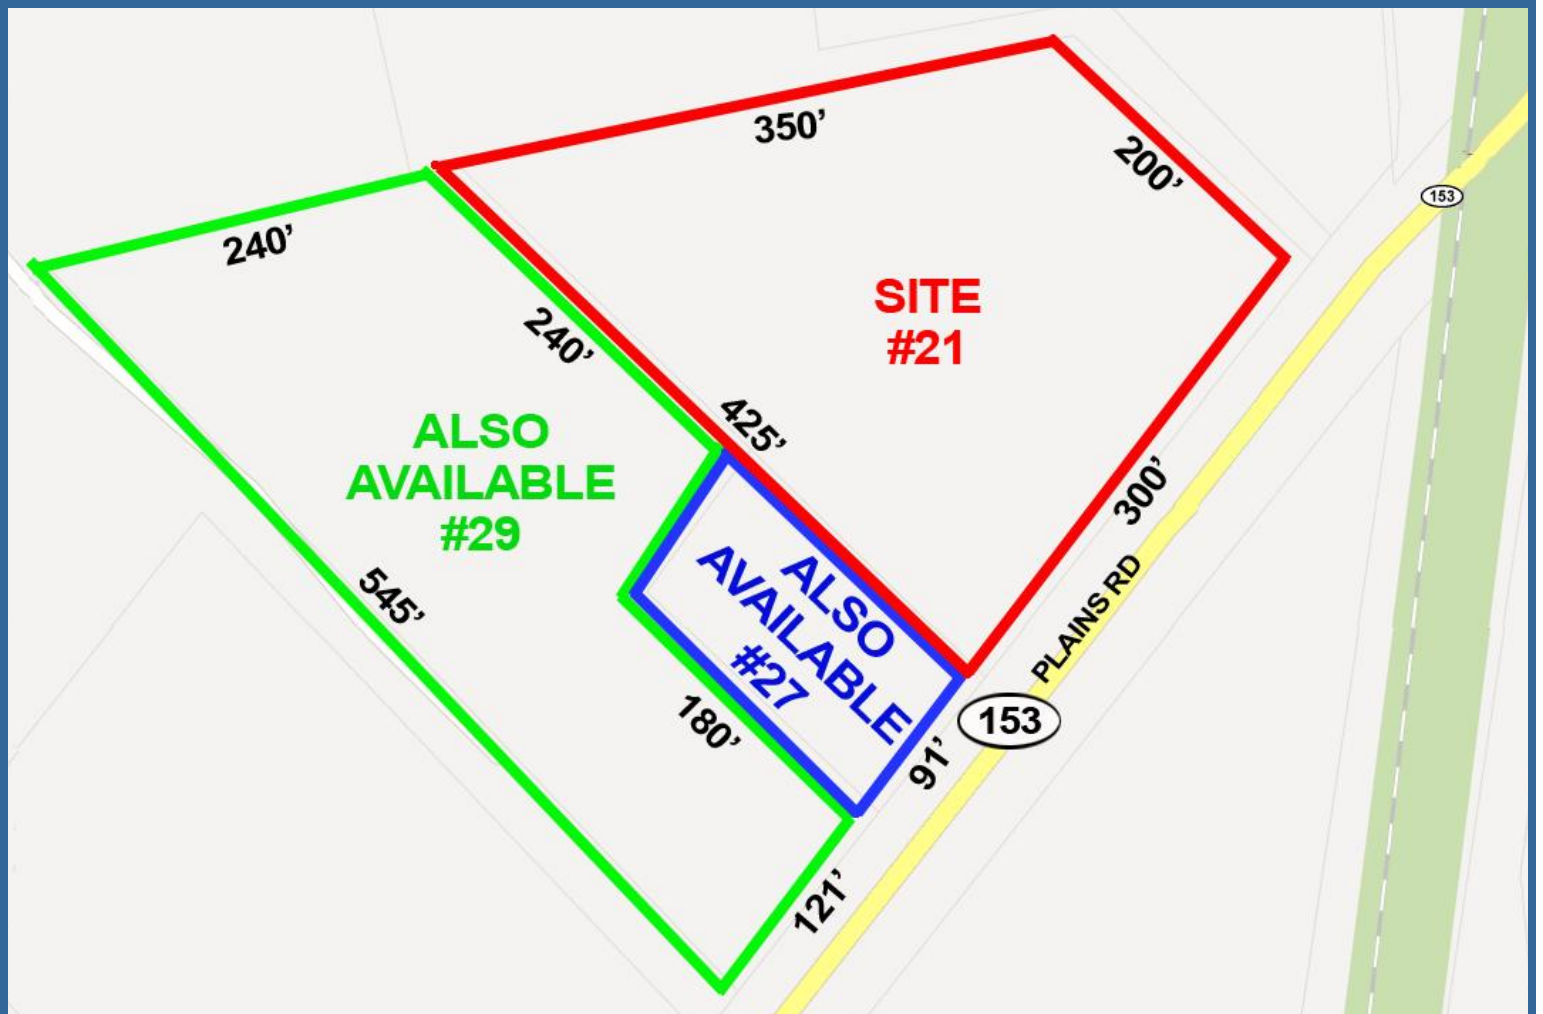 350’
200’
153
240’
SITE
#21
240’
425’
ALSO
AVAILABLE
#29
300’
ALSO
AVAILABLE
#27
PLAINS RD
545’
180’
153
91’
121’